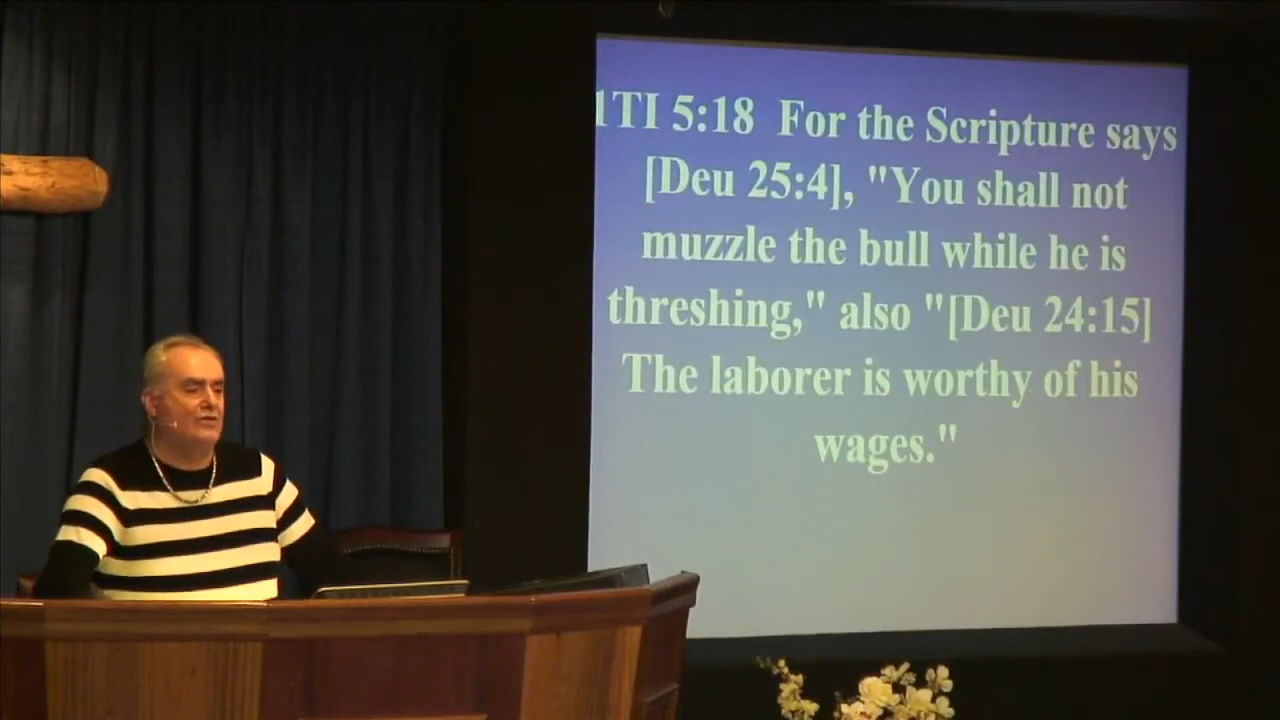 1TI 5:18 For the Scripture says
[Deu 25:4], "You shall not
muzzle the bull while he is
threshing," also "[Deu 24:15]
The laborer is worthy of his
wages."